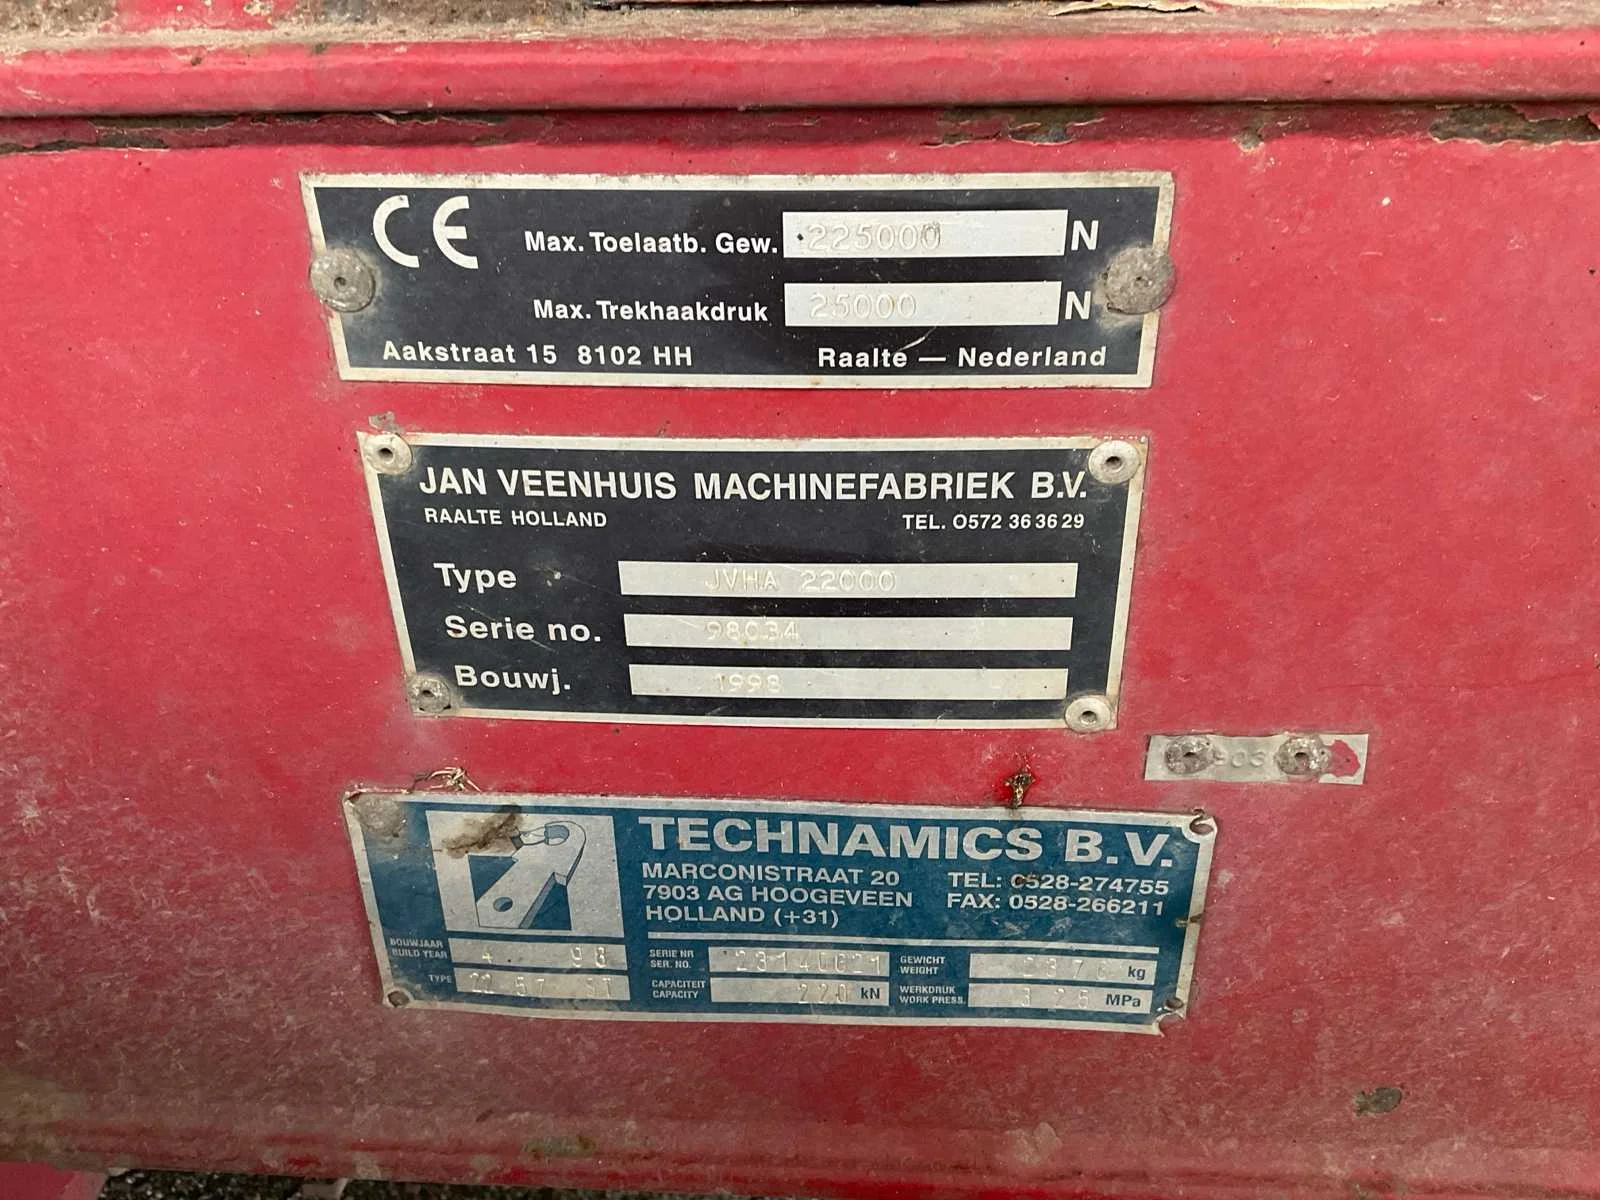 CE
Max. Toelaatb. Gew. 225000 N
Max. Trekhaakdruk 25000 N
Aakstraat 15 8102 HH Raalte — Nederland
JAN VEENHUIS MACHINEFABRIEK B.V.
RAALTE HOLLAND TEL. 0572 36 36 29
Type JVHA 22000
Serie no. 98034
Bouwj. 1998
TECHNAMICS B.V.
MARCONISTRAAT 20 TEL: 0528-274755
7903 AG HOOGEVEEN FAX: 0528-266211
HOLLAND (+31)
BOUWJAAR
BUILD YEAR 4 98
TYPE 22
SERIE NR
SER. NO.
GEWICHT
WEIGHT kg
CAPACITEIT
CAPACITY 220 kN
WERKDRUK
WORK PRESS. MPa